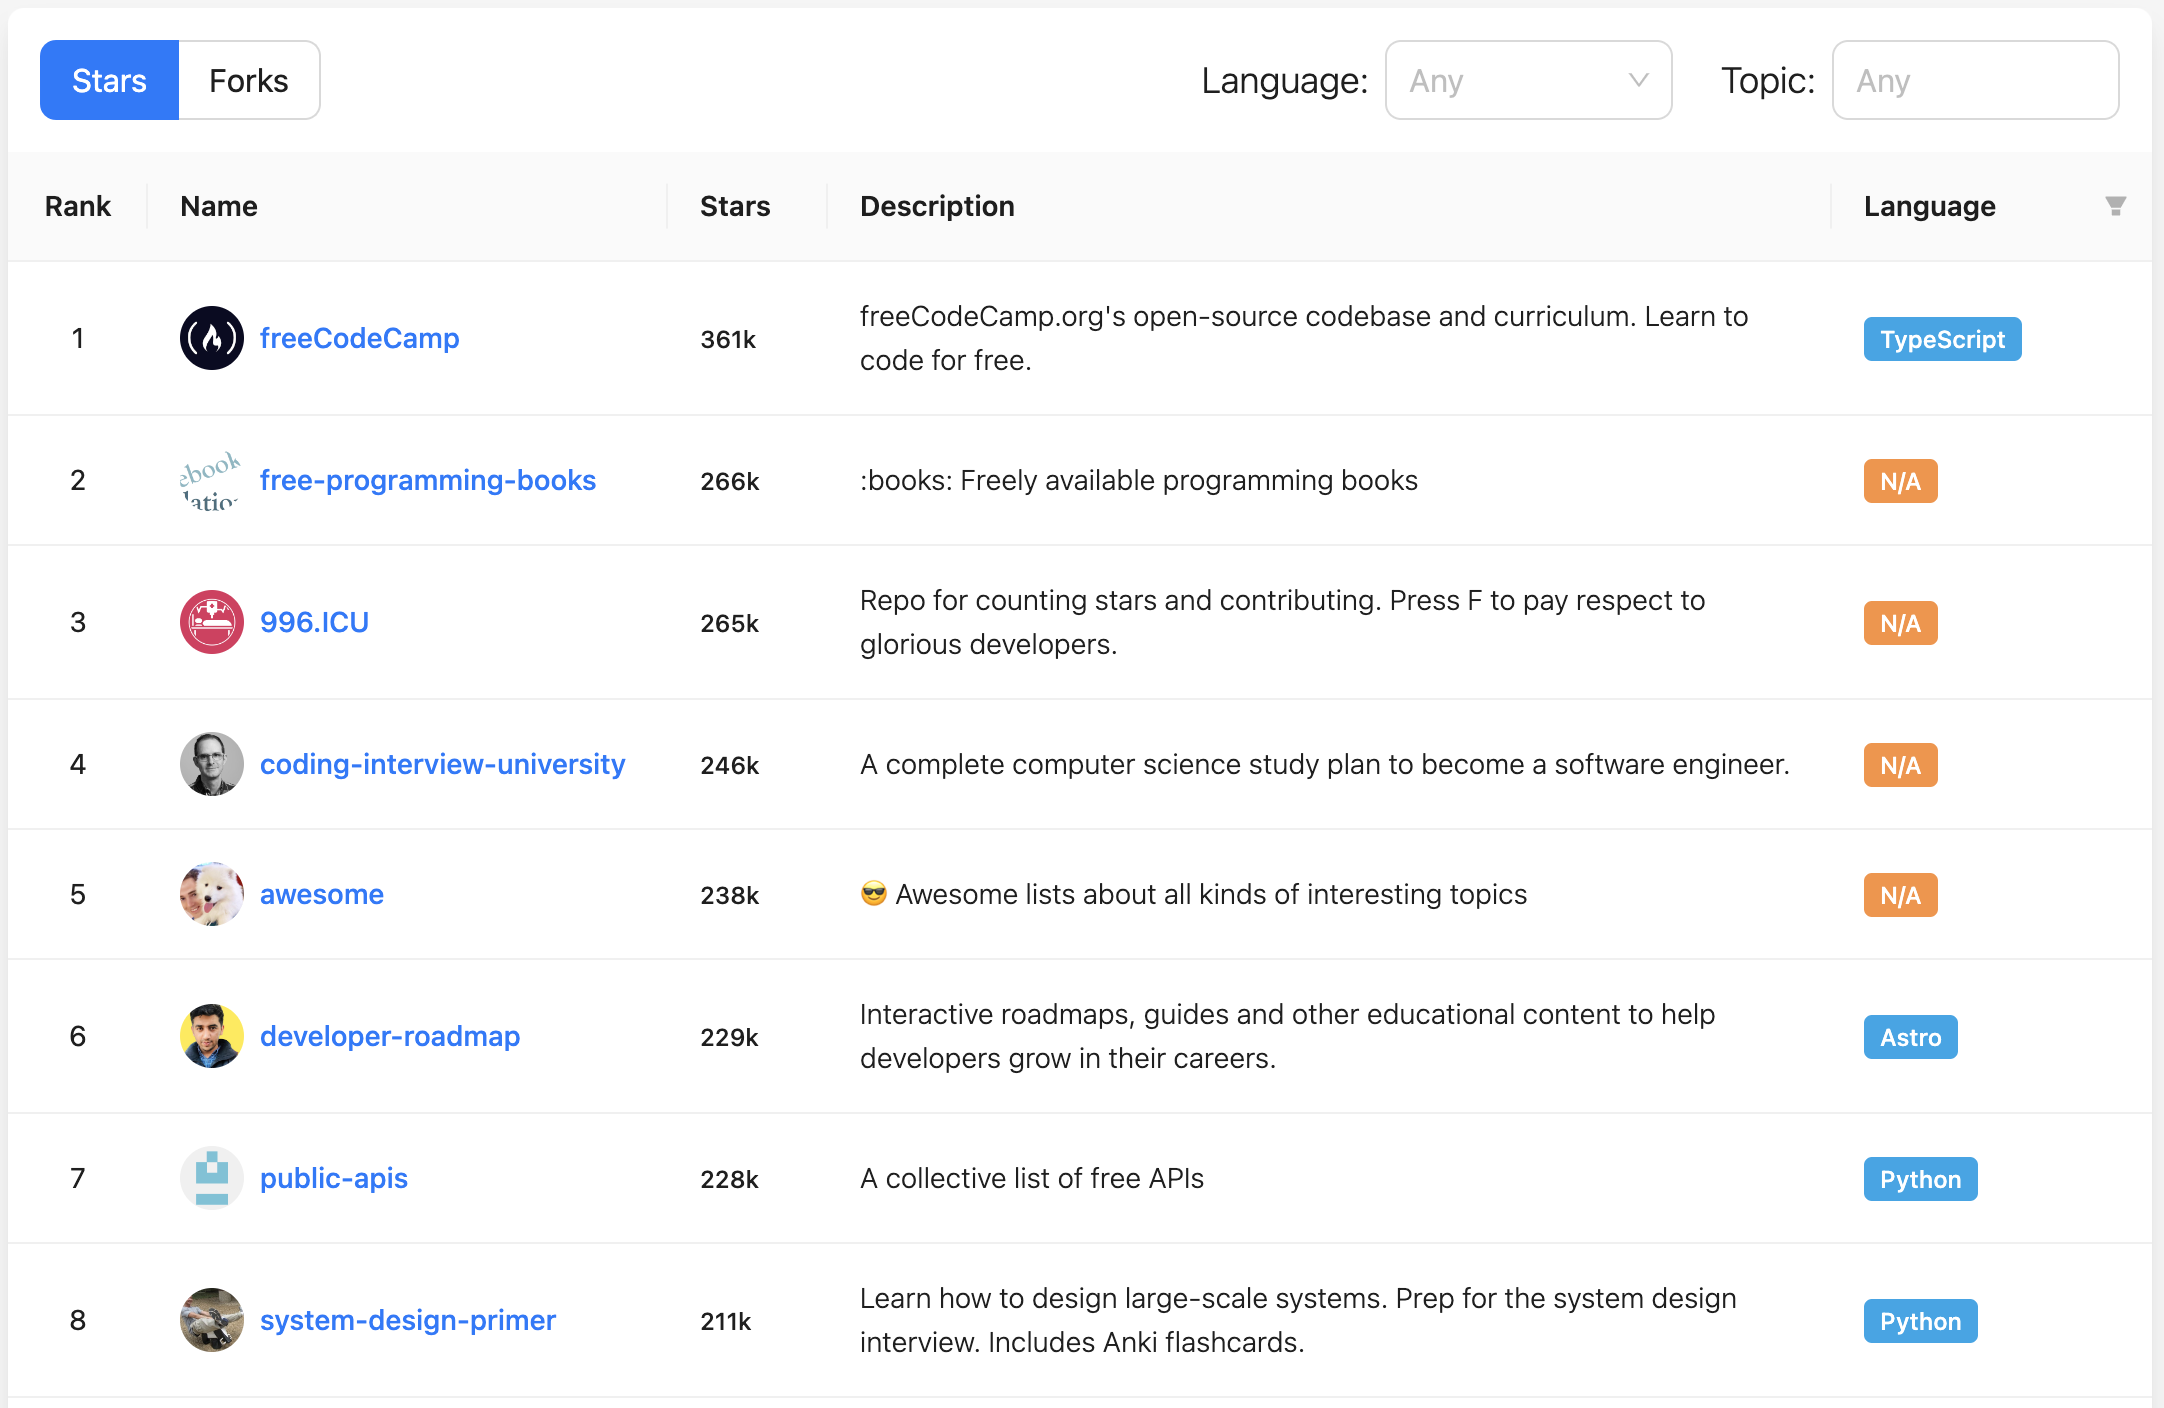 Stars Forks Language: Any Topic: Any
Rank Name Stars Description Language
1 freeCodeCamp 361k freeCodeCamp.org's open-source codebase and curriculum. Learn to
code for free. TypeScript
ebook
latio
2 free-programming-books 266k :books: Freely available programming books N/A
3 996.ICU 265k Repo for counting stars and contributing. Press F to pay respect to
glorious developers. N/A
4 coding-interview-university 246k A complete computer science study plan to become a software engineer. N/A
5 awesome 238k 😎 Awesome lists about all kinds of interesting topics N/A
6 developer-roadmap 229k Interactive roadmaps, guides and other educational content to help
developers grow in their careers. Astro
7 public-apis 228k A collective list of free APIs Python
8 system-design-primer 211k Learn how to design large-scale systems. Prep for the system design
interview. Includes Anki flashcards. Python